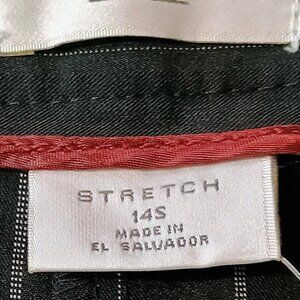 STRETCH
14S
MADE IN
EL SALVADOR